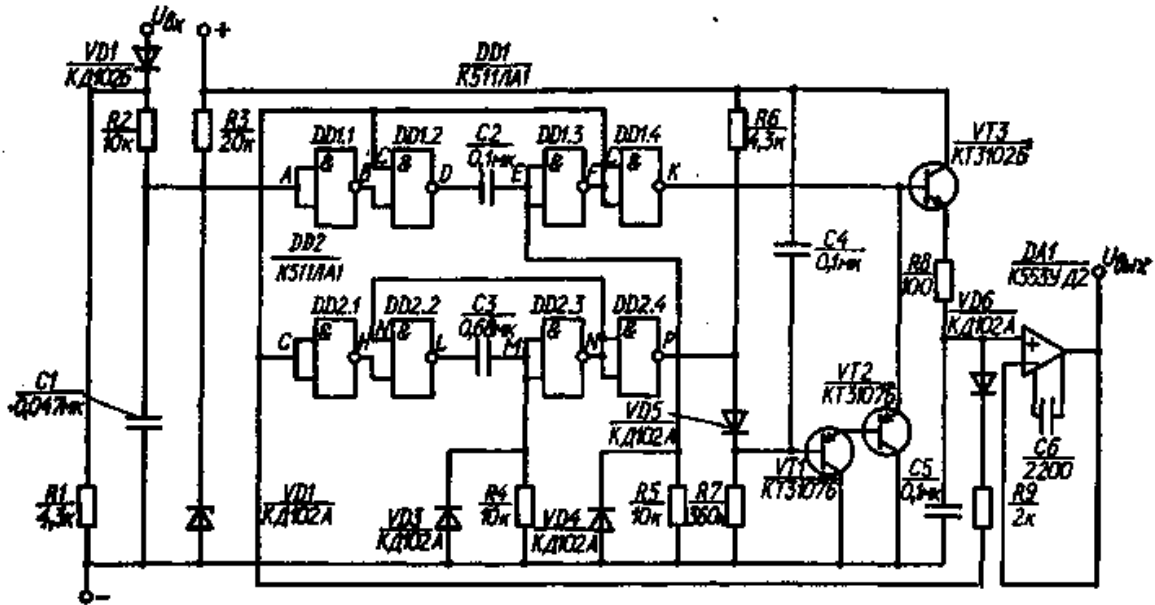 Uвх
+
VD1
КД102Б
DD1
К511ЛА1
R2
10к
R3
20к
DD1.1
DD1.2
C2
0,1мк
DD1.3
DD1.4
R6
4,3к
VT3
КТ3102В
&
&
&
&
A
B
C
D
E
F
C
K
DD2
К511ЛА1
C4
0,1мк
R8
100
DA1
К553УД2
Uвых
DD2.1
DD2.2
C3
0,68мк
DD2.3
DD2.4
VD6
КД102А
&
&
&
&
C
H
N
L
M
N
P
+
C1
0,047мк
VD5
КД102А
VT2
КТ3107Б
VT1
КТ3107Б
C6
2200
C5
0,1мк
R1
4,3к
VD1
КД102А
VD3
КД102А
R4
10к
VD4
КД102А
R5
10к
R7
360к
R9
2к
-